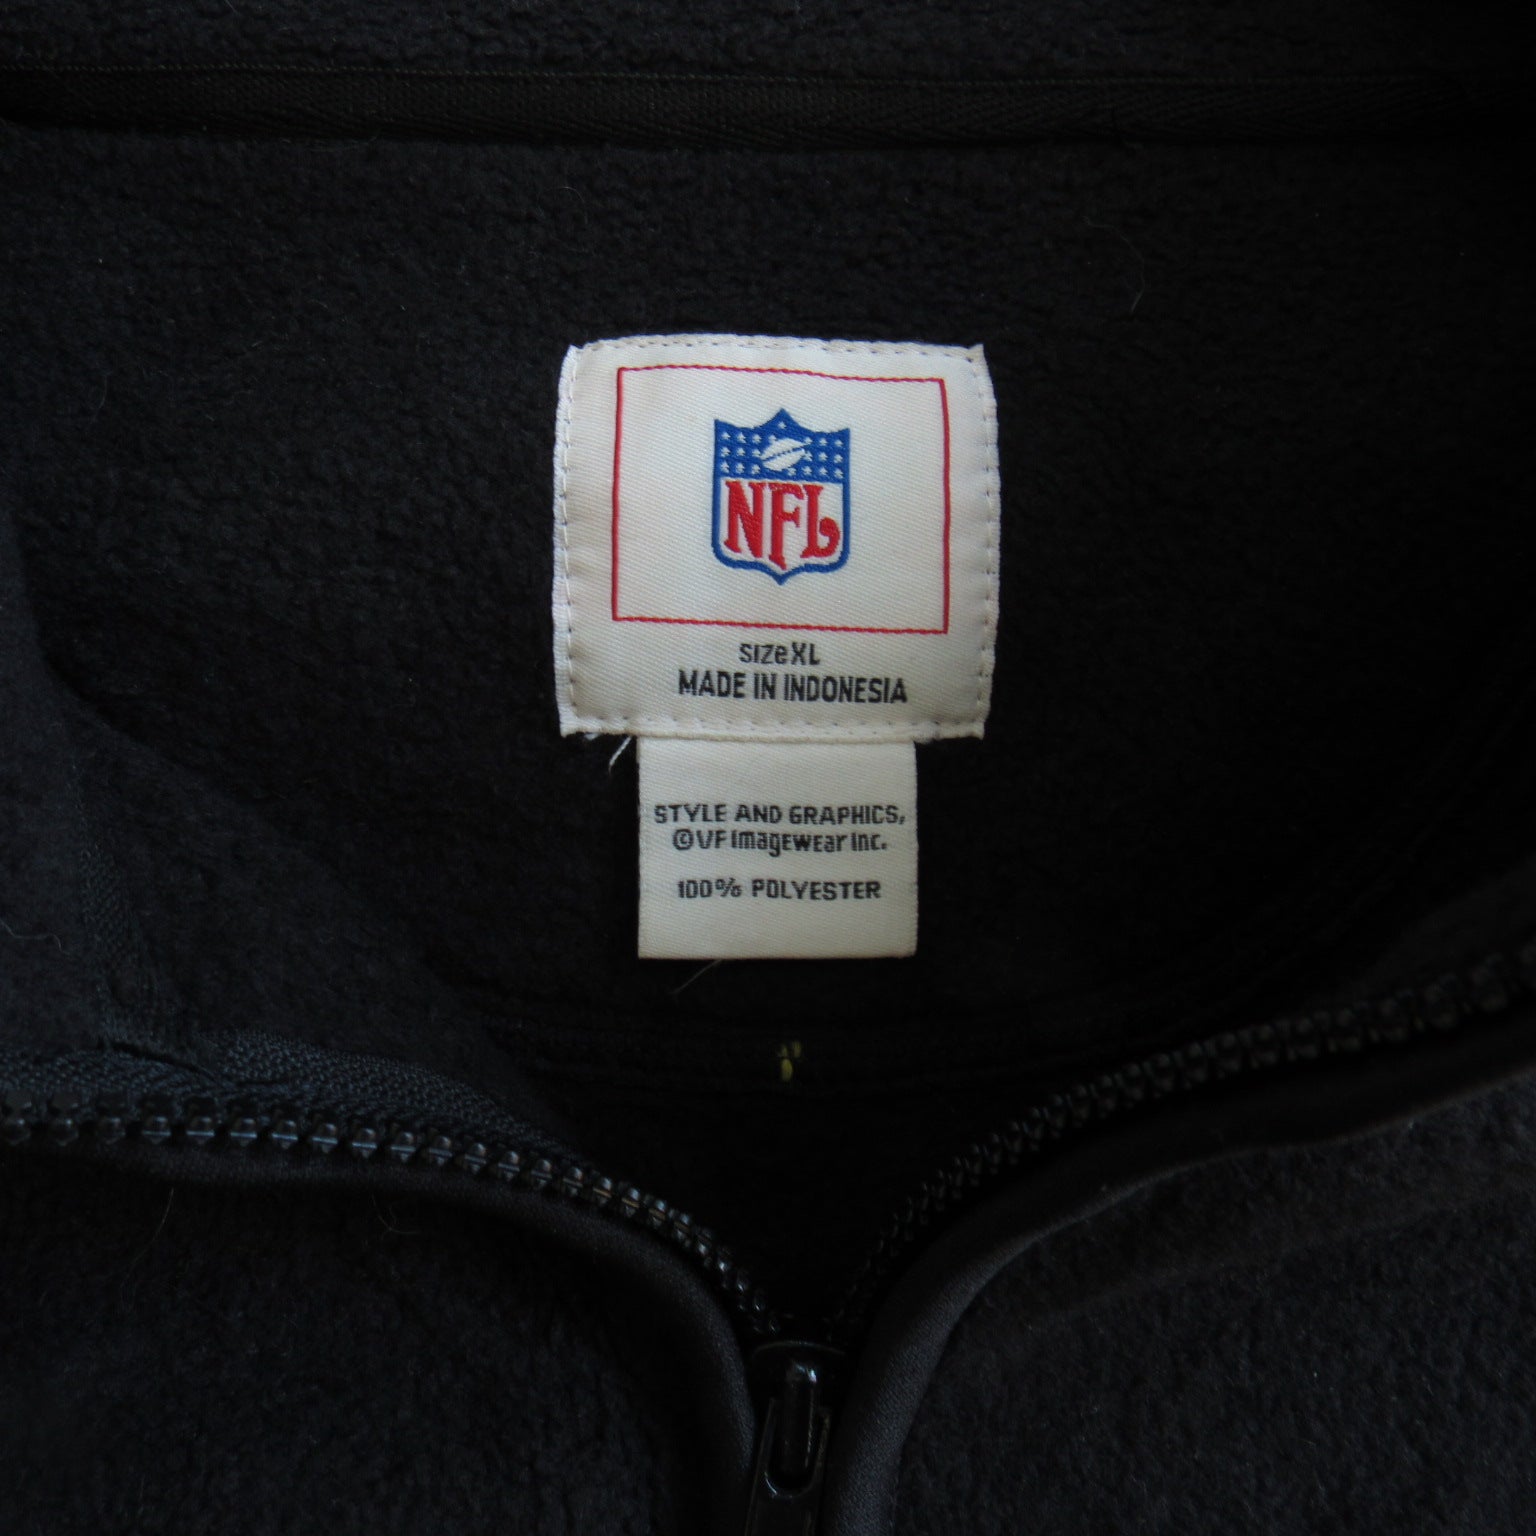 NFL
SIZe XL
MADE IN INDONESIA
STYLE AND GRAPHICS,
©VF ImagEWEar Inc.
100% POLYESTER